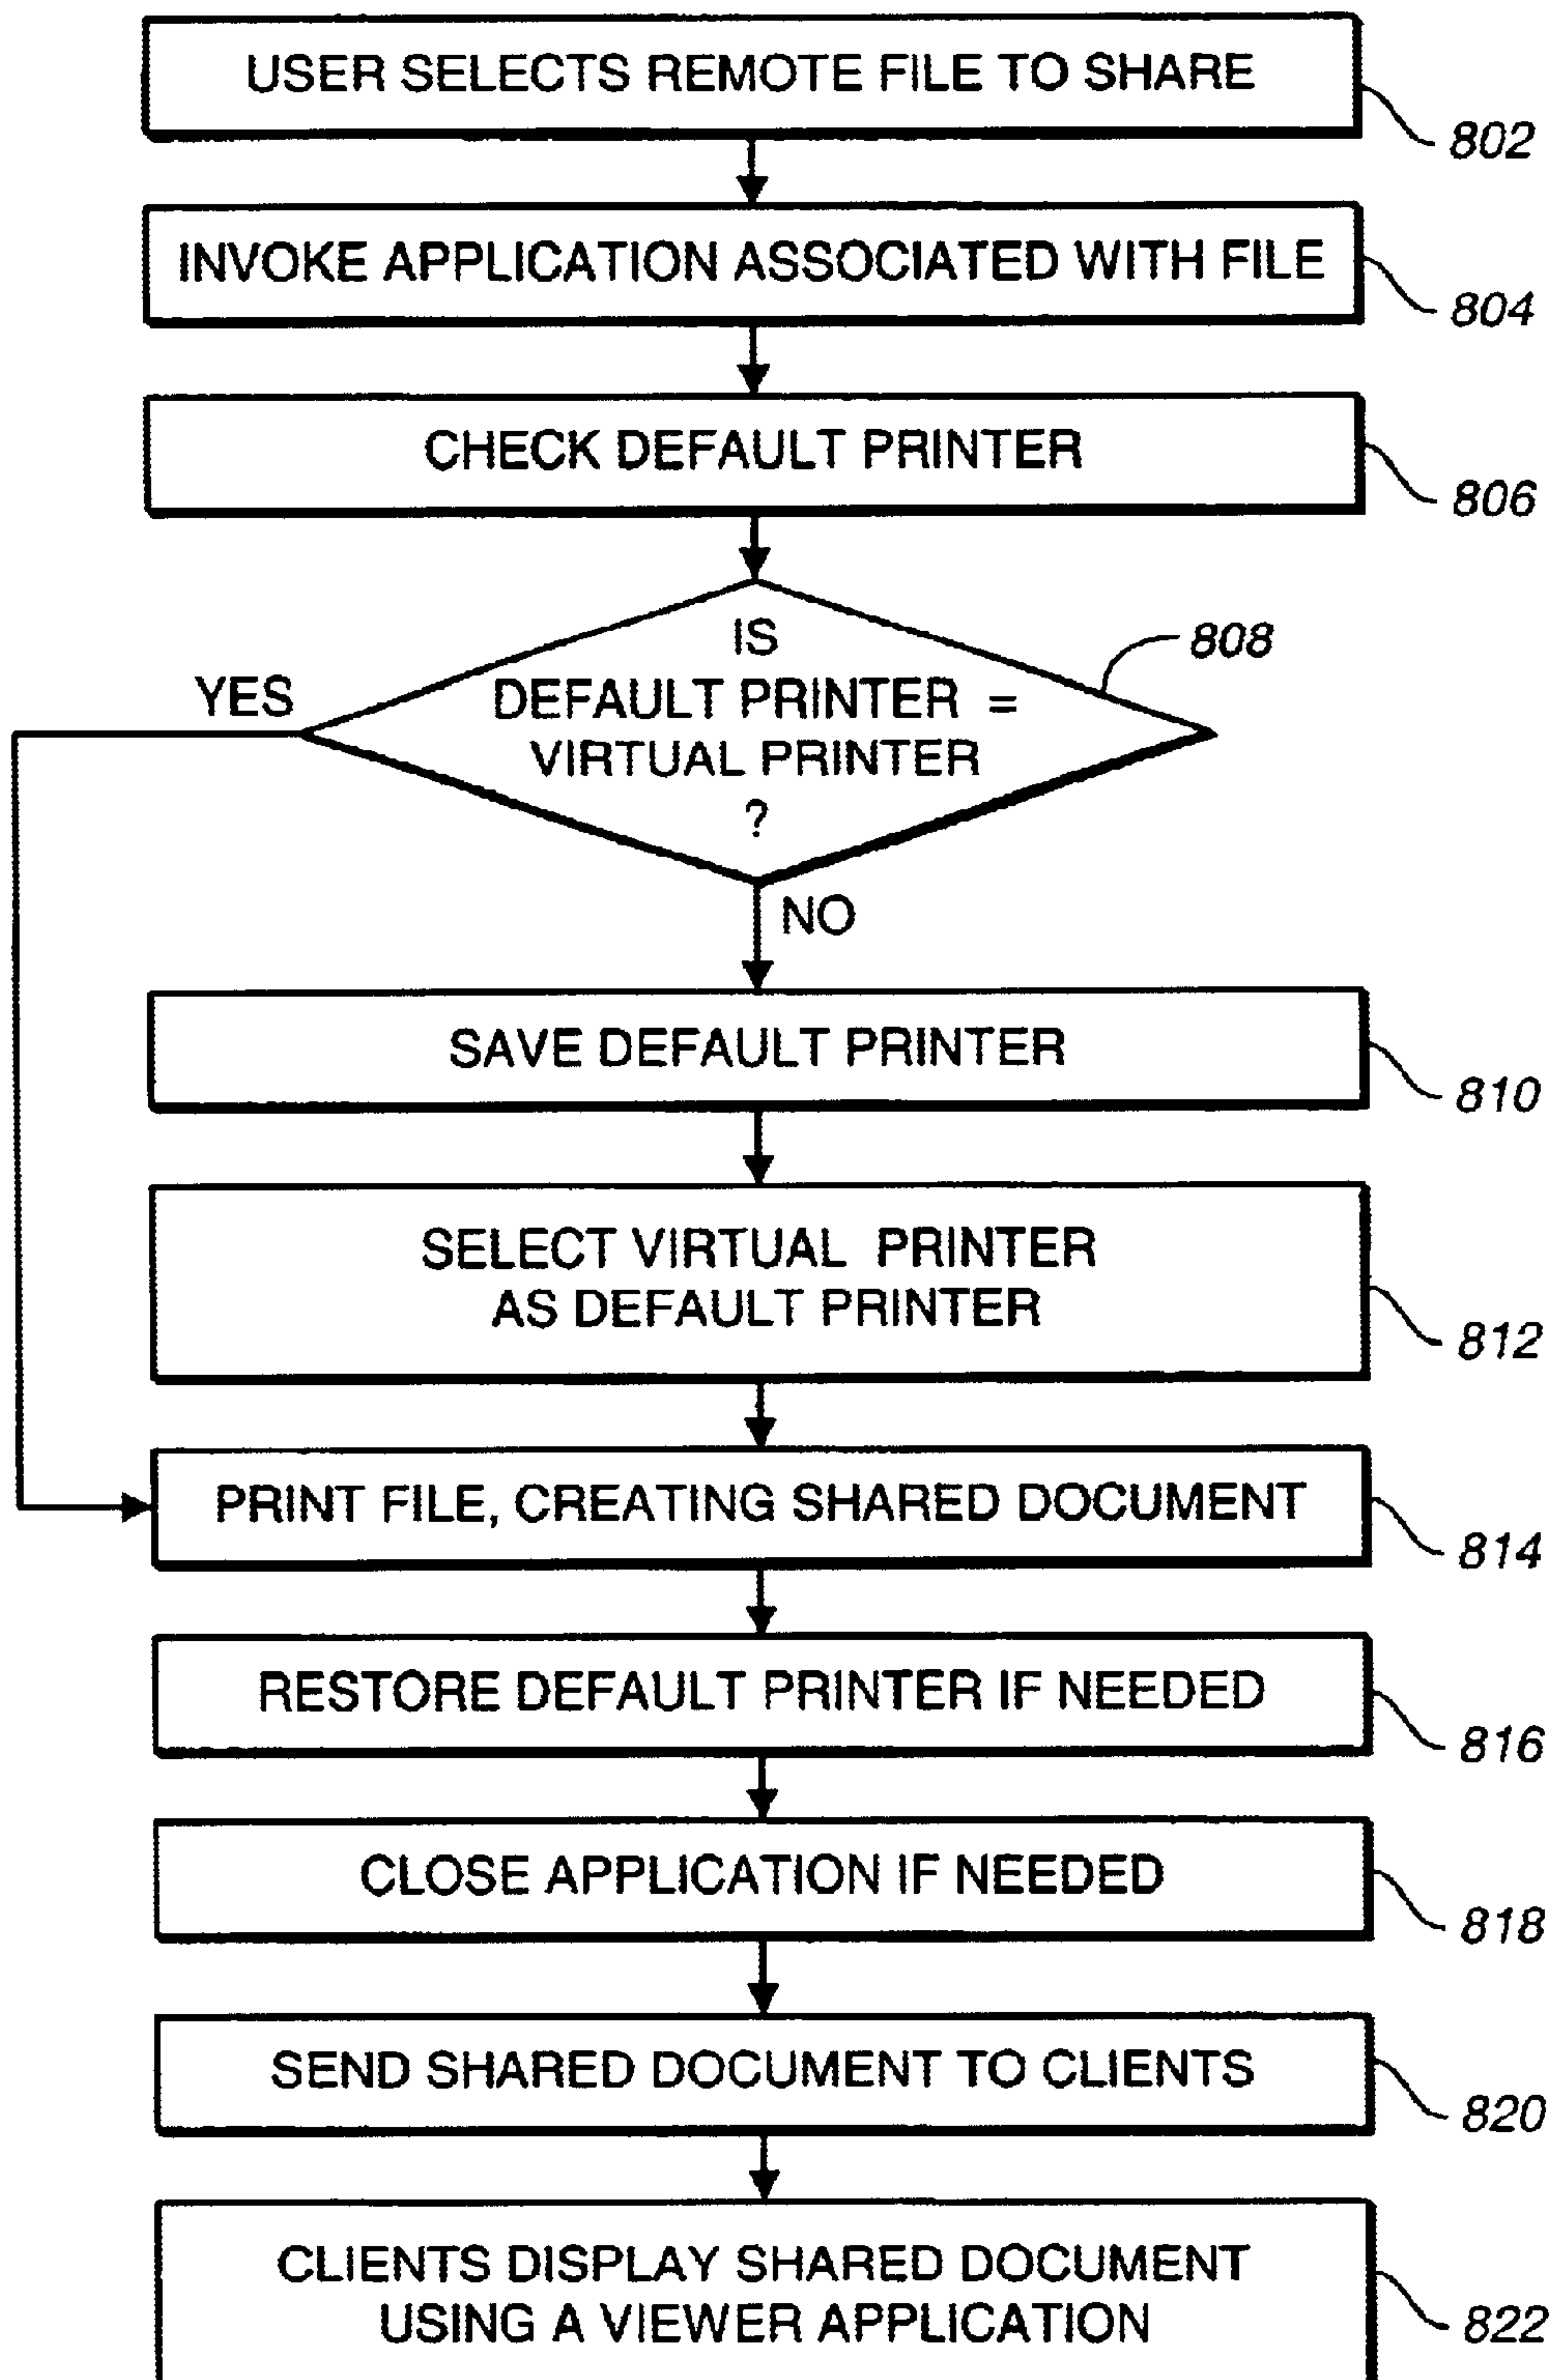 USER SELECTS REMOTE FILE TO SHARE
802
INVOKE APPLICATION ASSOCIATED WITH FILE
804
CHECK DEFAULT PRINTER
806
IS
DEFAULT PRINTER =
VIRTUAL PRINTER
?
808
YES
NO
SAVE DEFAULT PRINTER
810
SELECT VIRTUAL PRINTER
AS DEFAULT PRINTER
812
PRINT FILE, CREATING SHARED DOCUMENT
814
RESTORE DEFAULT PRINTER IF NEEDED
816
CLOSE APPLICATION IF NEEDED
818
SEND SHARED DOCUMENT TO CLIENTS
820
CLIENTS DISPLAY SHARED DOCUMENT
USING A VIEWER APPLICATION
822